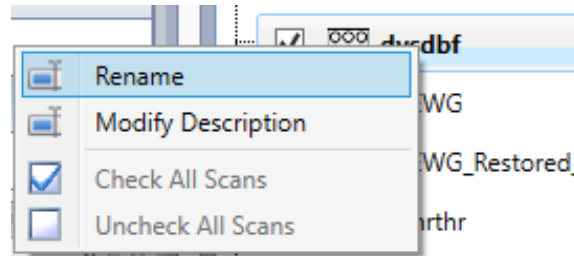 dvsdbf
Rename
WG
Modify Description
WG_Restored_
Check All Scans
rthr
Uncheck All Scans